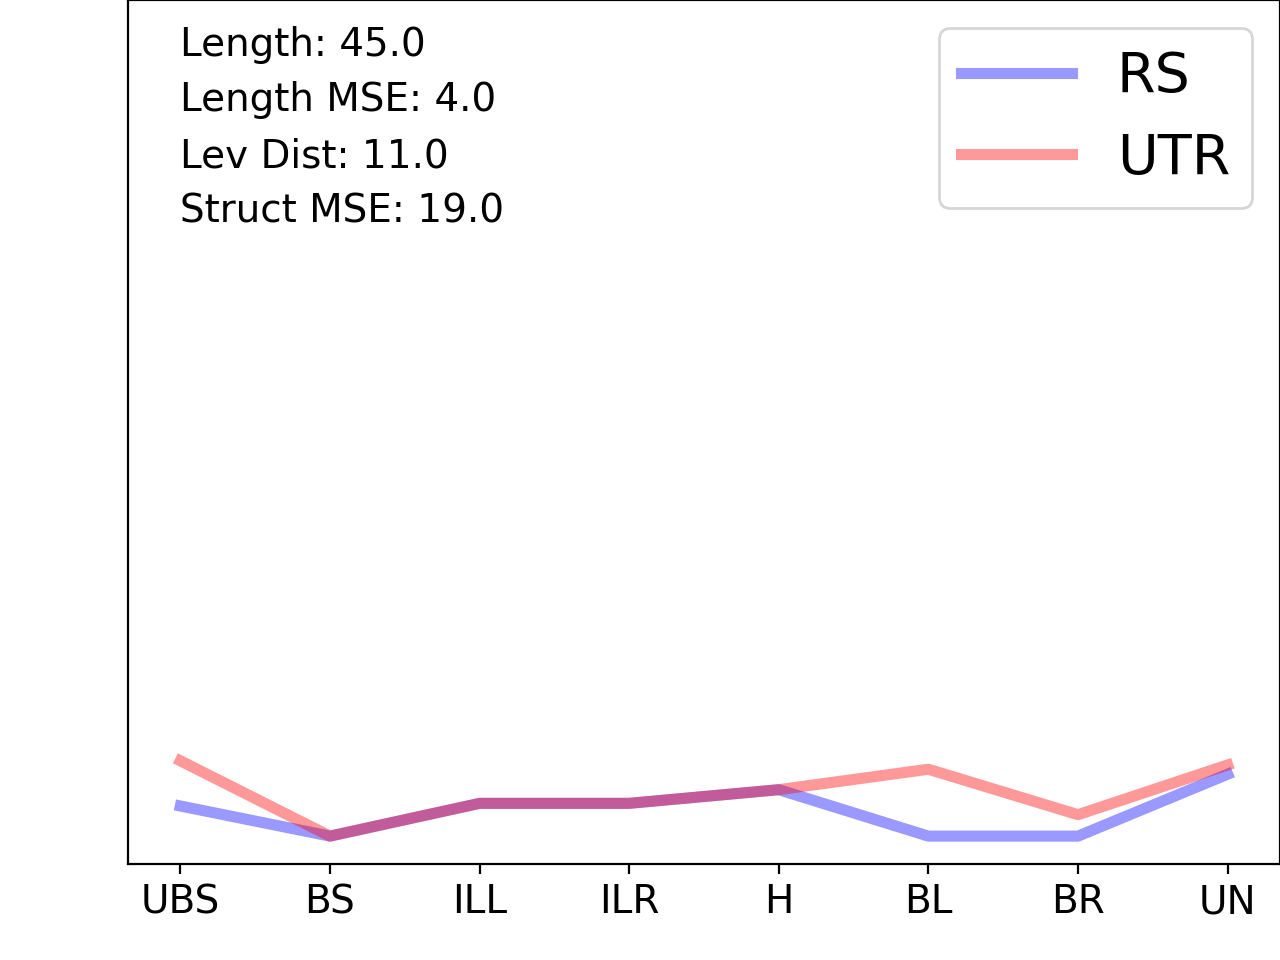 Length: 45.0
Length MSE: 4.0
Lev Dist: 11.0
Struct MSE: 19.0
RS
UTR
UBS BS ILL ILR H BL BR UN